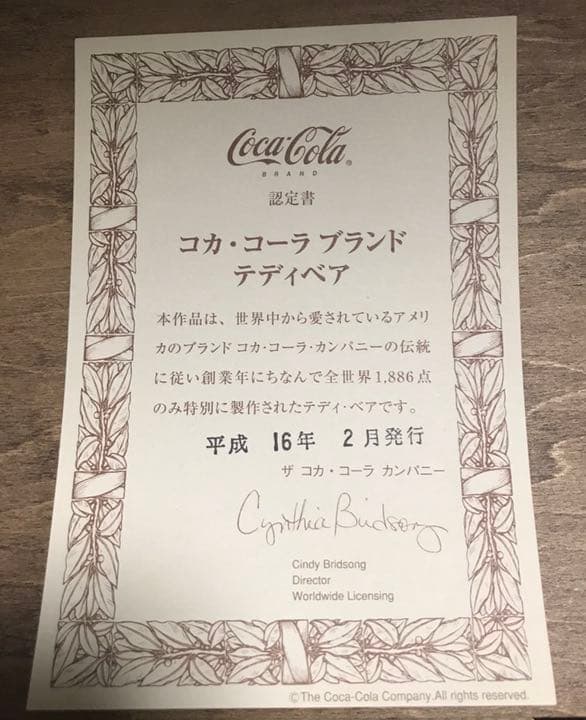 Coca-Cola®
BRAND
認定書
コカ・コーラ ブランド
テディベア
本作品は、世界中から愛されているアメリ
カのブランド コカ・コーラ・カンパニーの伝統
に従い創業年にちなんで全世界1,886点
のみ特別に製作されたテディ・ベアです。
平成 16年 2月発行
ザ コカ・コーラ カンパニー
Cynthia Bridsong
Cindy Bridsong
Director
Worldwide Licensing
©The Coca-Cola Company.All rights reserved.